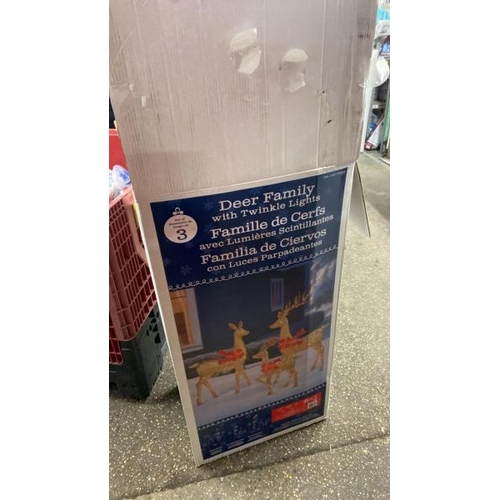 Deer Family
with Twinkle Lights
Famille de Cerfs
avec Lumières Scintillantes
Familia de Ciervos
con Luces Parpadeantes
3